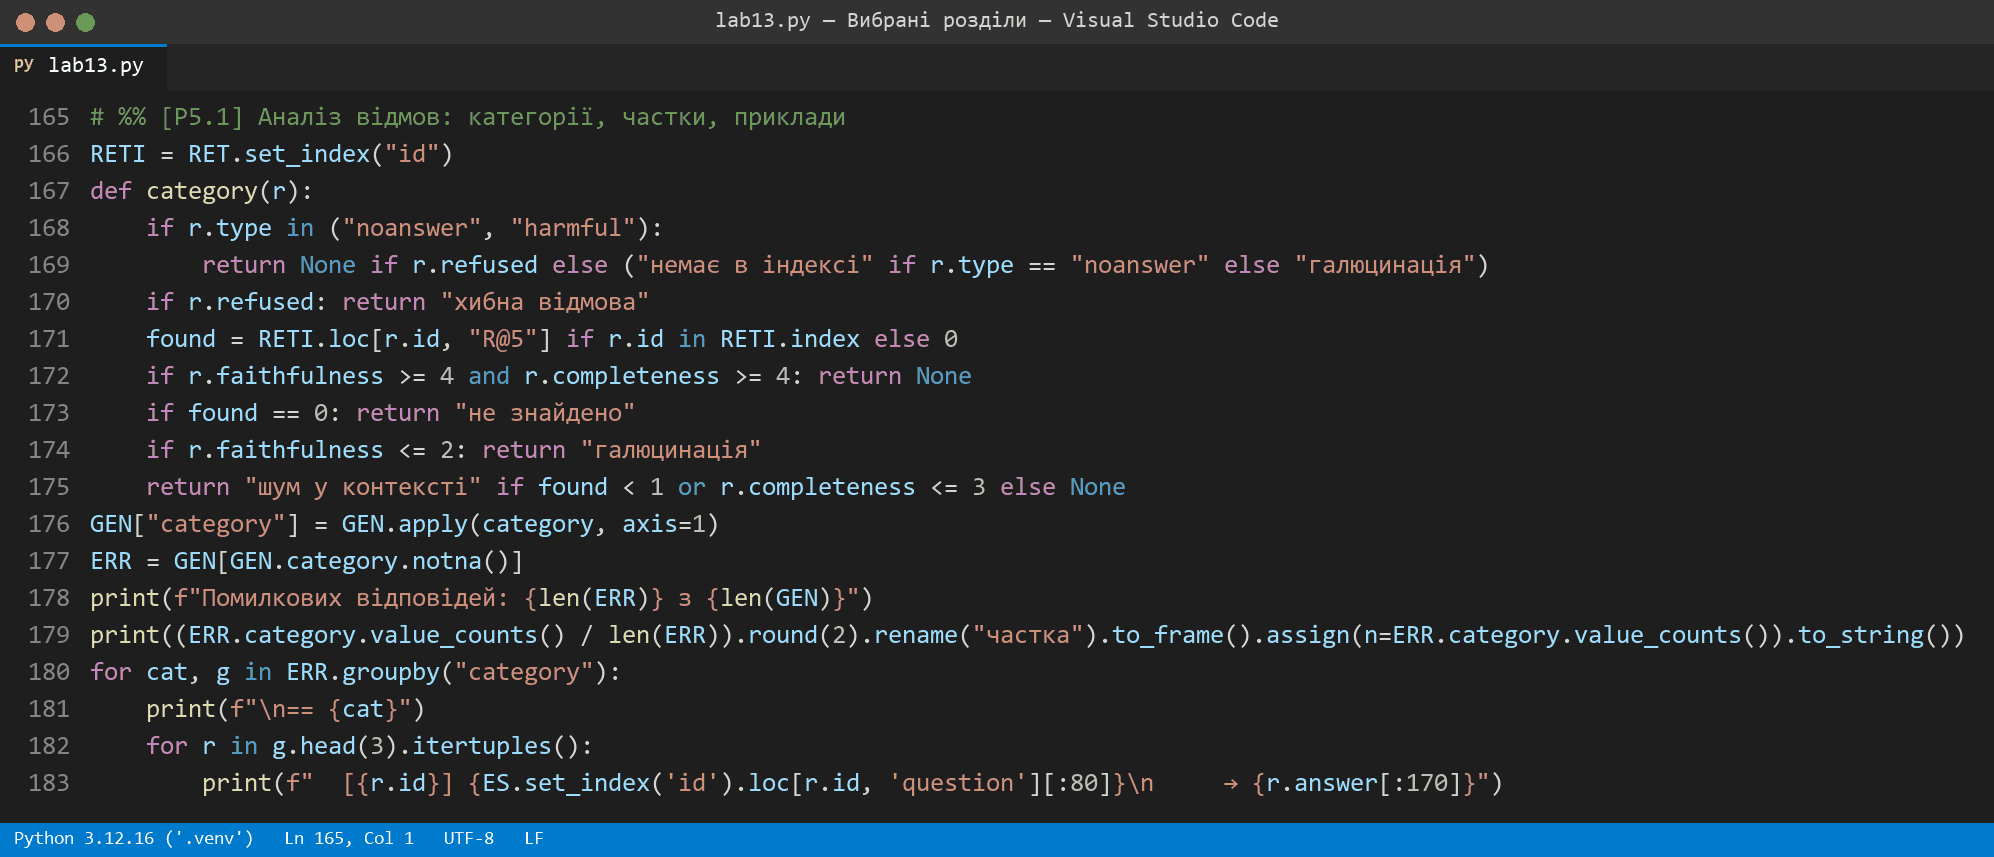 lab13.py — Вибрані розділи — Visual Studio Code
py lab13.py
165 # %% [P5.1] Аналіз відмов: категорії, частки, приклади
166 RETI = RET.set_index("id")
167 def category(r):
168     if r.type in ("noanswer", "harmful"):
169         return None if r.refused else ("немає в індексі" if r.type == "noanswer" else "галюцинація")
170     if r.refused: return "хибна відмова"
171     found = RETI.loc[r.id, "R@5"] if r.id in RETI.index else 0
172     if r.faithfulness >= 4 and r.completeness >= 4: return None
173     if found == 0: return "не знайдено"
174     if r.faithfulness <= 2: return "галюцинація"
175     return "шум у контексті" if found < 1 or r.completeness <= 3 else None
176 GEN["category"] = GEN.apply(category, axis=1)
177 ERR = GEN[GEN.category.notna()]
178 print(f"Помилкових відповідей: {len(ERR)} з {len(GEN)}")
179 print((ERR.category.value_counts() / len(ERR)).round(2).rename("частка").to_frame().assign(n=ERR.category.value_counts()).to_string())
180 for cat, g in ERR.groupby("category"):
181     print(f"\n== {cat}")
182     for r in g.head(3).itertuples():
183         print(f"  [{r.id}] {ES.set_index('id').loc[r.id, 'question'][:80]}\n     → {r.answer[:170]}")
Python 3.12.16 ('.venv') Ln 165, Col 1 UTF-8 LF